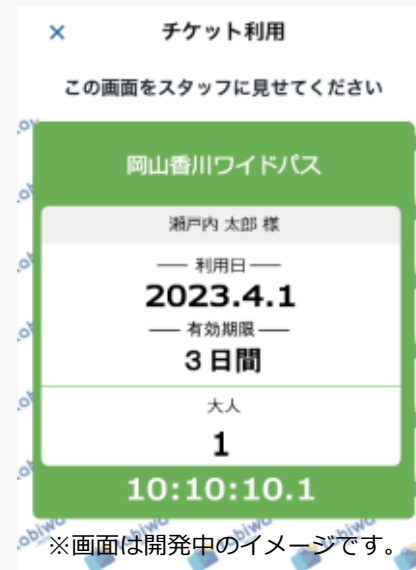 × チケット利用
この画面をスタッフに見せてください
岡山香川ワイドパス
瀬戸内 太郎 様
利用日
2023.4.1
有効期限
3日間
大人
1
10:10:10.1
※画面は開発中のイメージです。